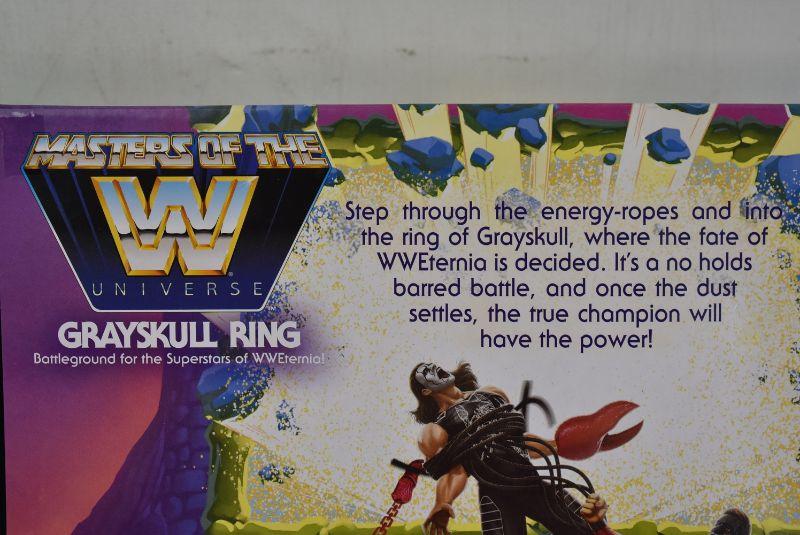 MASTERS OF THE
W
UNIVERSE
GRAYSKULL RING
Battleground for the Superstars of WWEternia!
Step through the energy-ropes and into
the ring of Grayskull, where the fate of
WWEternia is decided. It's a no holds
barred battle, and once the dust
settles, the true champion will
have the power!